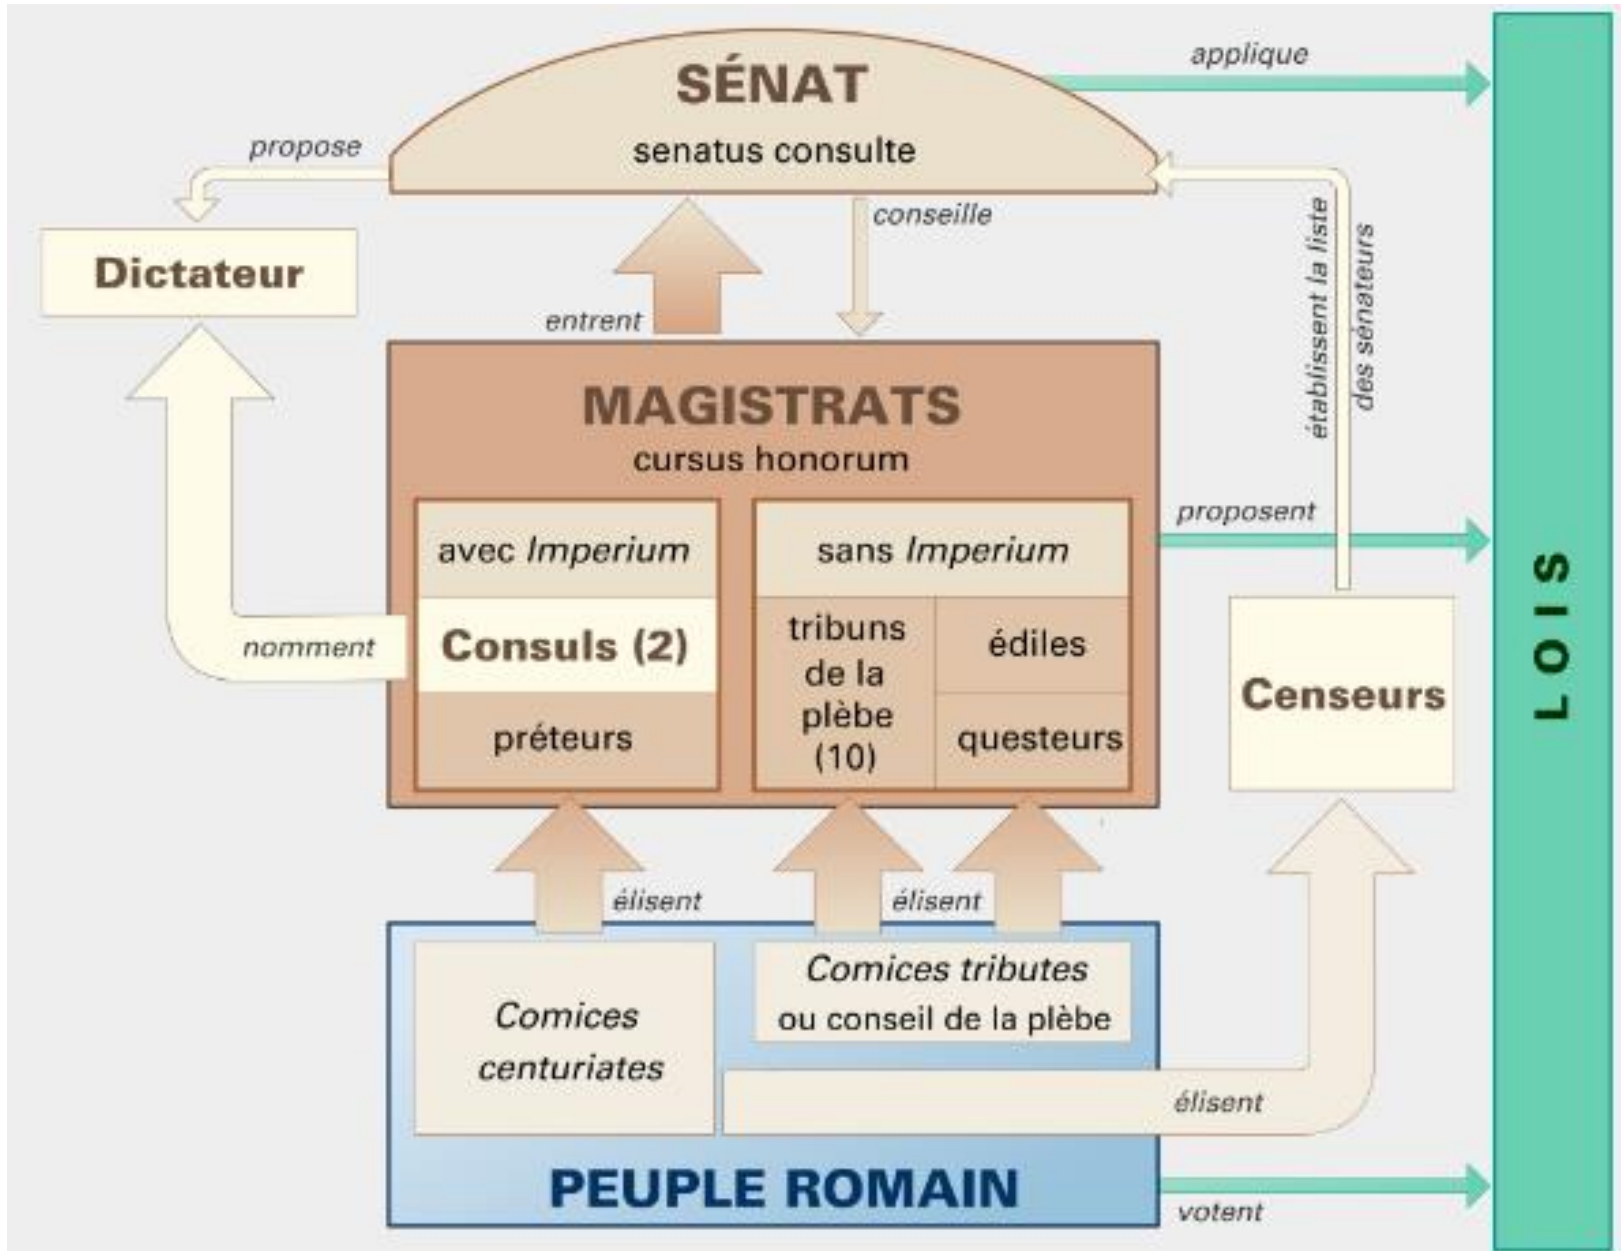 SÉNAT
senatus consulte
applique
propose
Dictateur
conseille
entrent
établissent la liste
des sénateurs
MAGISTRATS
cursus honorum
avec Imperium
Consuls (2)
préteurs
sans Imperium
tribuns
de la
plèbe
(10)
édiles
questeurs
nomment
proposent
Censeurs
LOIS
élisent
élisent
Comices
centuriates
Comices tributes
ou conseil de la plèbe
élisent
PEUPLE ROMAIN
votent